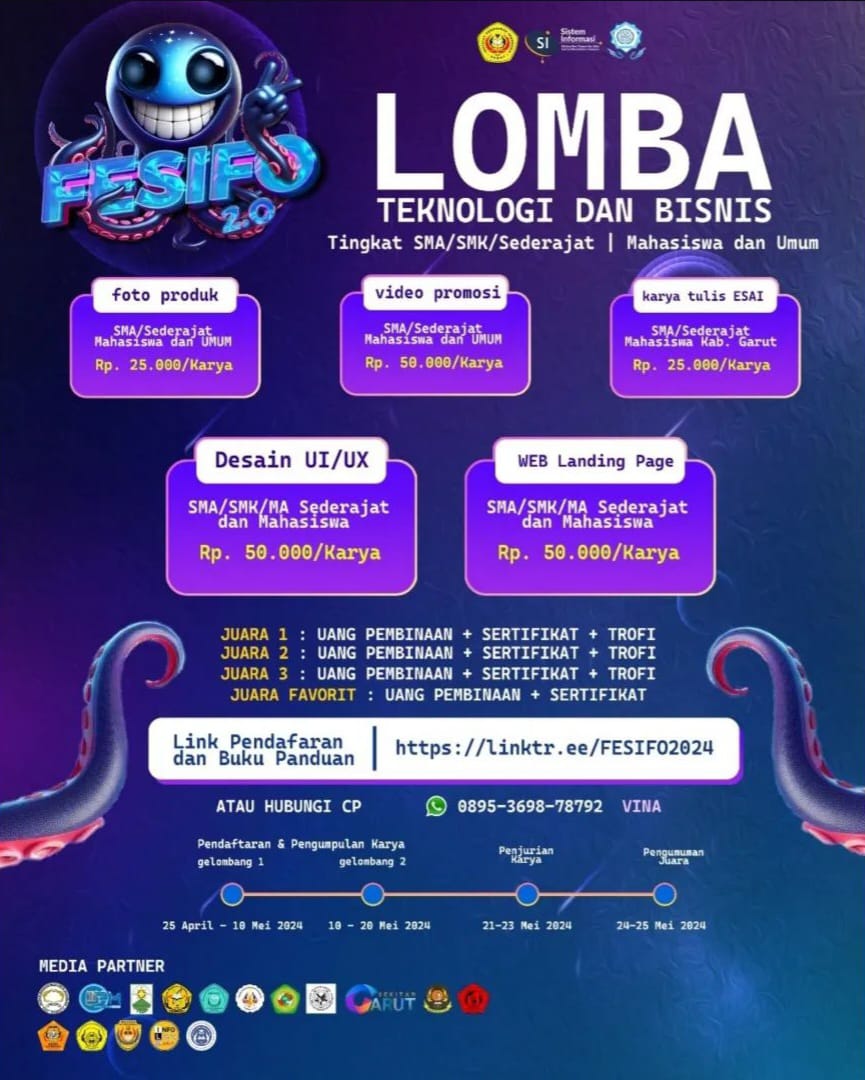 SI
Sistem
Informasi
LOMBA
TEKNOLOGI DAN BISNIS
Tingkat SMA/SMK/Sederajat | Mahasiswa dan Umum
FESIFO
2.0
foto produk
SMA/Sederajat
Mahasiswa dan UMUM
Rp. 25.000/Karya
video promosi
SMA/Sederajat
Mahasiswa dan UMUM
Rp. 50.000/Karya
karya tulis ESAI
SMA/Sederajat
Mahasiswa Kab. Garut
Rp. 25.000/Karya
Desain UI/UX
SMA/SMK/MA Sederajat
dan Mahasiswa
Rp. 50.000/Karya
WEB Landing Page
SMA/SMK/MA Sederajat
dan Mahasiswa
Rp. 50.000/Karya
JUARA 1 : UANG PEMBINAAN + SERTIFIKAT + TROFI
JUARA 2 : UANG PEMBINAAN + SERTIFIKAT + TROFI
JUARA 3 : UANG PEMBINAAN + SERTIFIKAT + TROFI
JUARA FAVORIT : UANG PEMBINAAN + SERTIFIKAT
Link Pendafaran
dan Buku Panduan
https://linktr.ee/FESIFO2024
ATAU HUBUNGI CP 0895-3698-78792 VINA
Pendaftaran & Pengumpulan Karya
gelombang 1
gelombang 2
Penjurian
Karya
Pengumuman
Juara
25 April - 10 Mei 2024
10 - 20 Mei 2024
21-23 Mei 2024
24-25 Mei 2024
MEDIA PARTNER
SEKITAR
GARUT